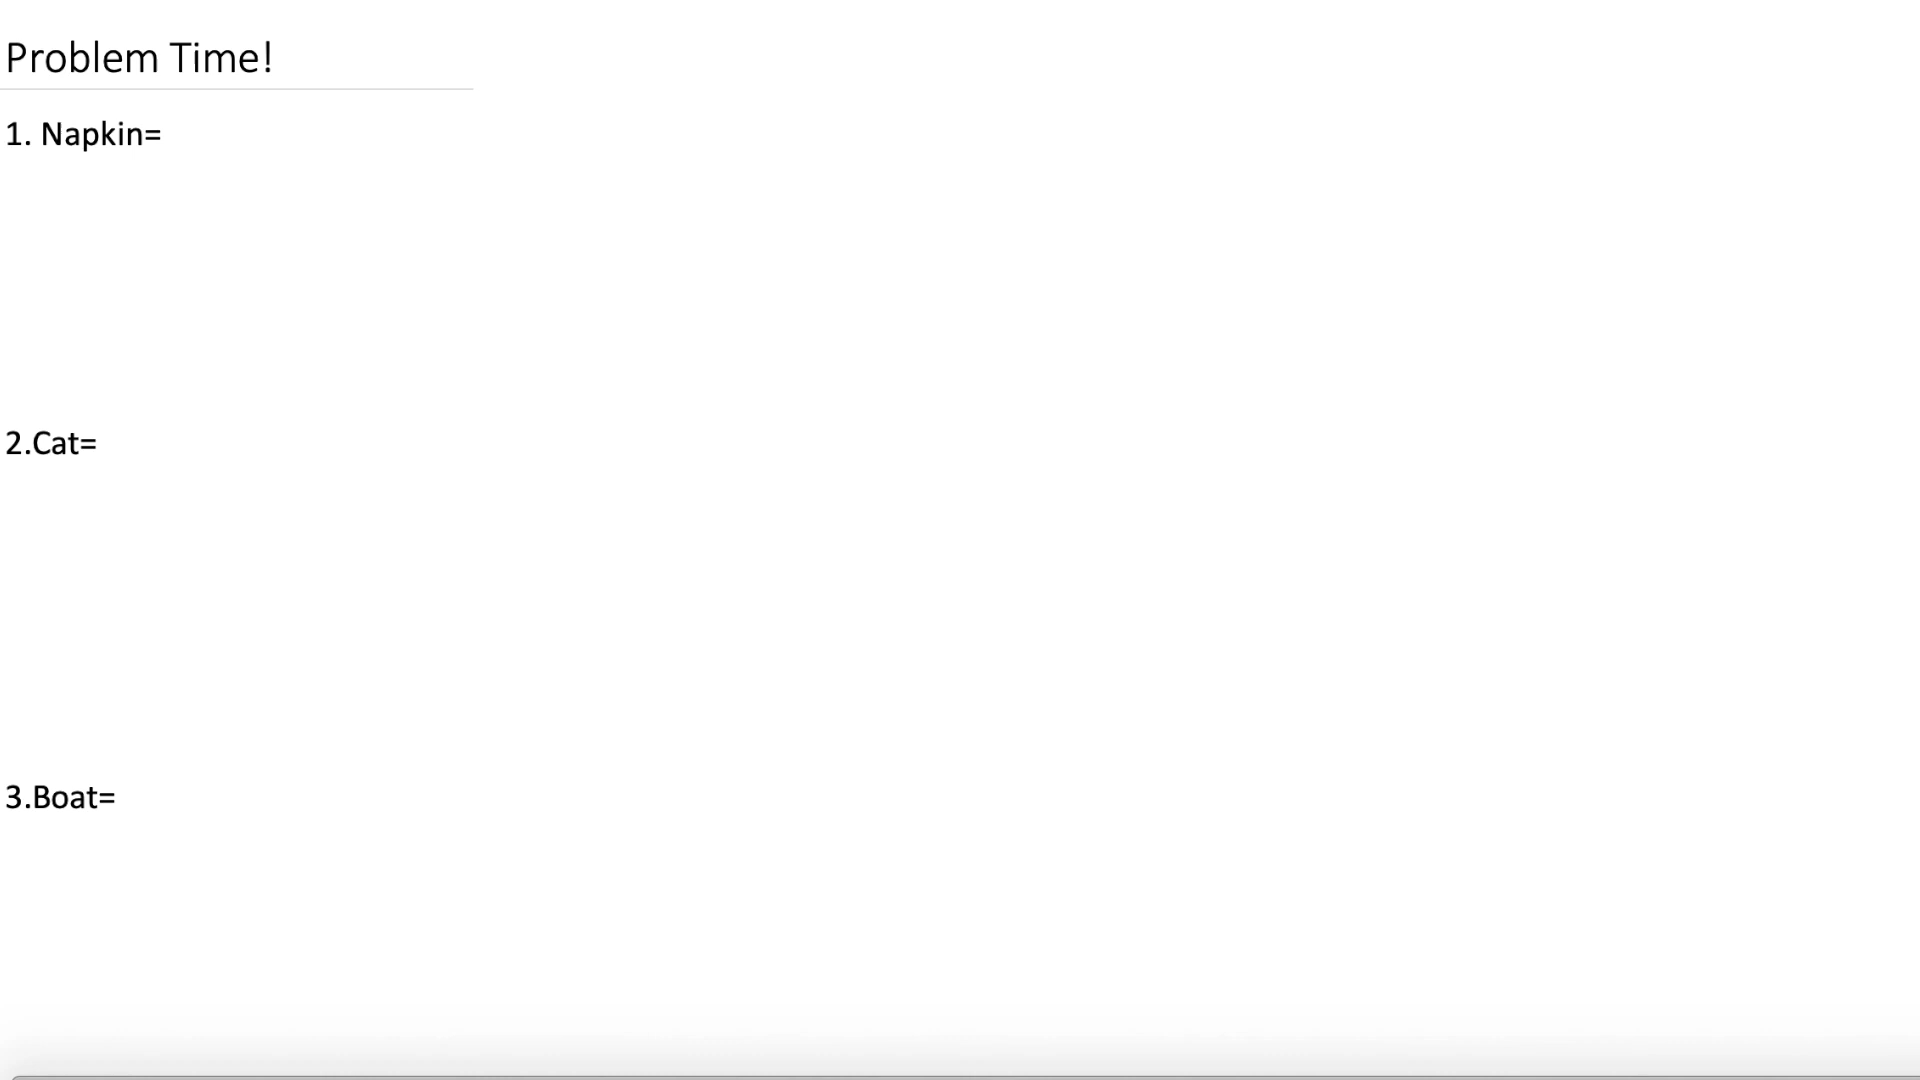 Problem Time!
1. Napkin=
2.Cat=
3.Boat=